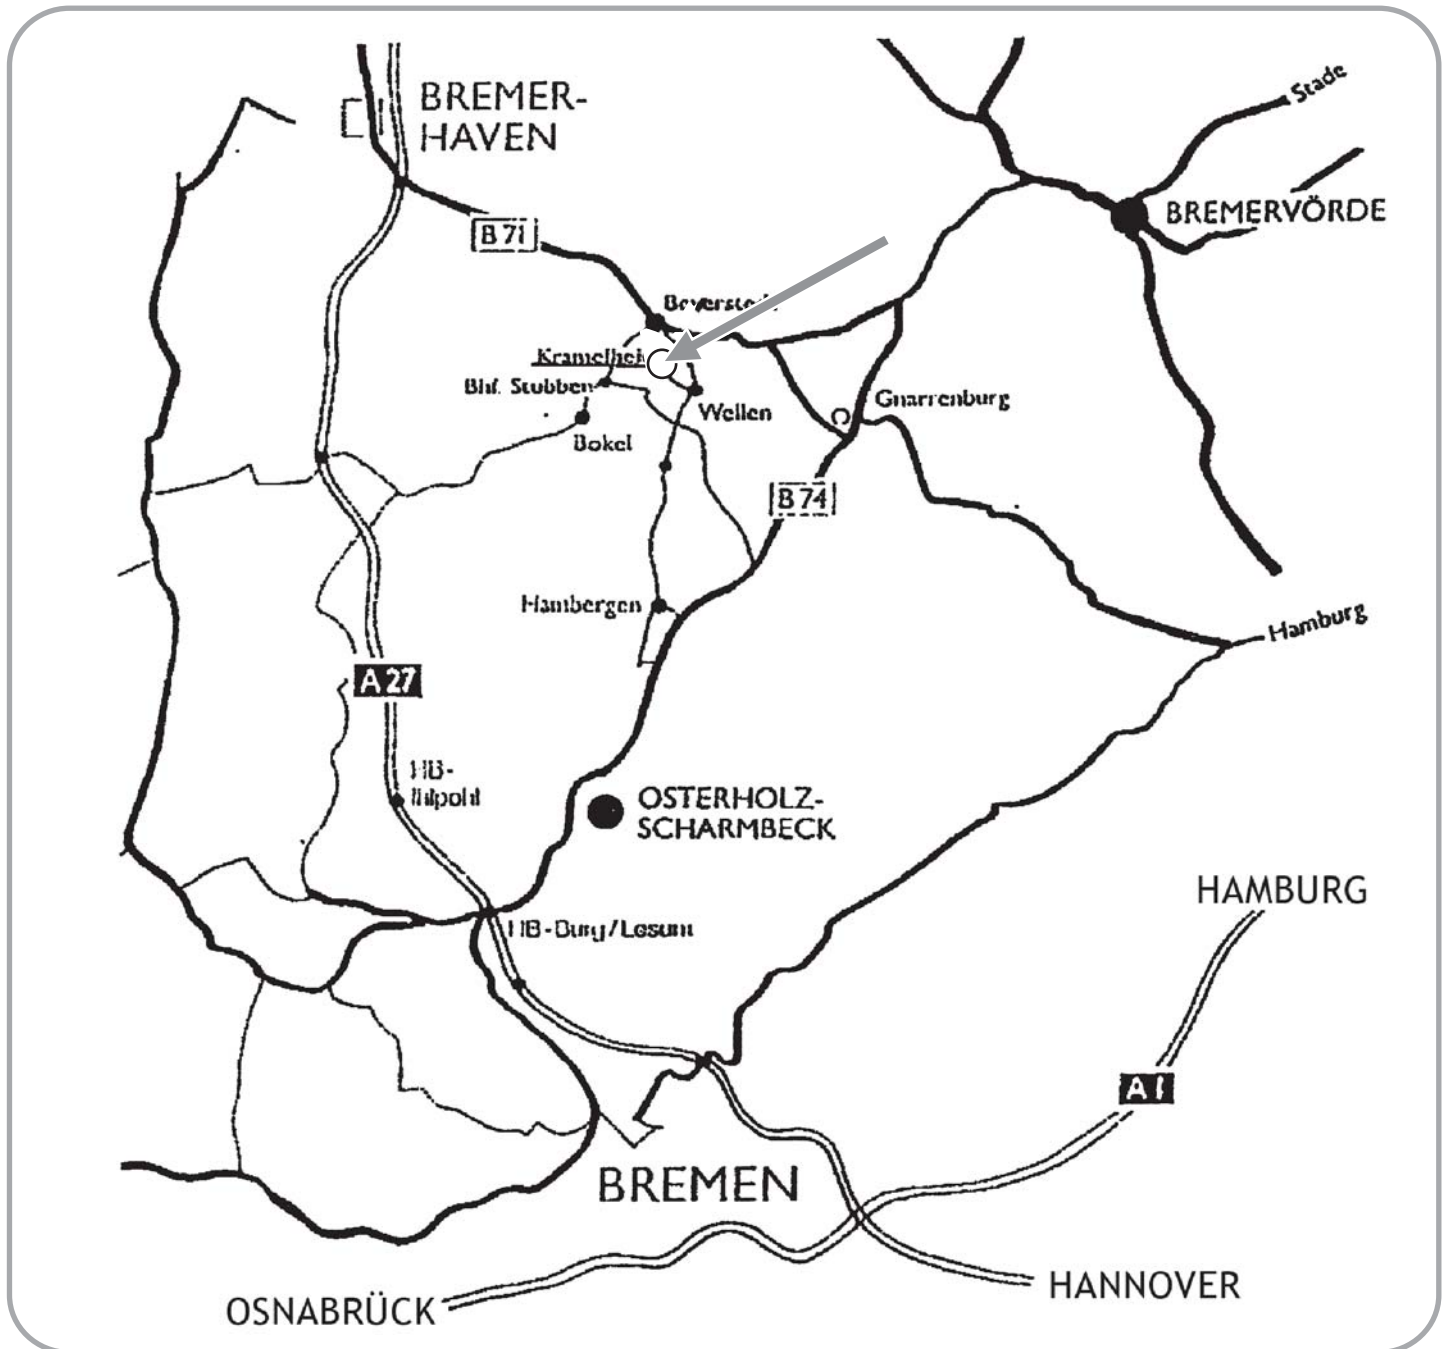 BREMER-
HAVEN
Stade
BREMERVÖRDE
B 71
Bhf. Stubben
Wellen
Gnarrenburg
Bokel
B 74
Hambergen
Hamburg
A 27
HB-
Ihlpohl
OSTERHOLZ-
SCHARMBECK
HAMBURG
HB-Burg/Lesum
A 1
BREMEN
HANNOVER
OSNABRÜCK